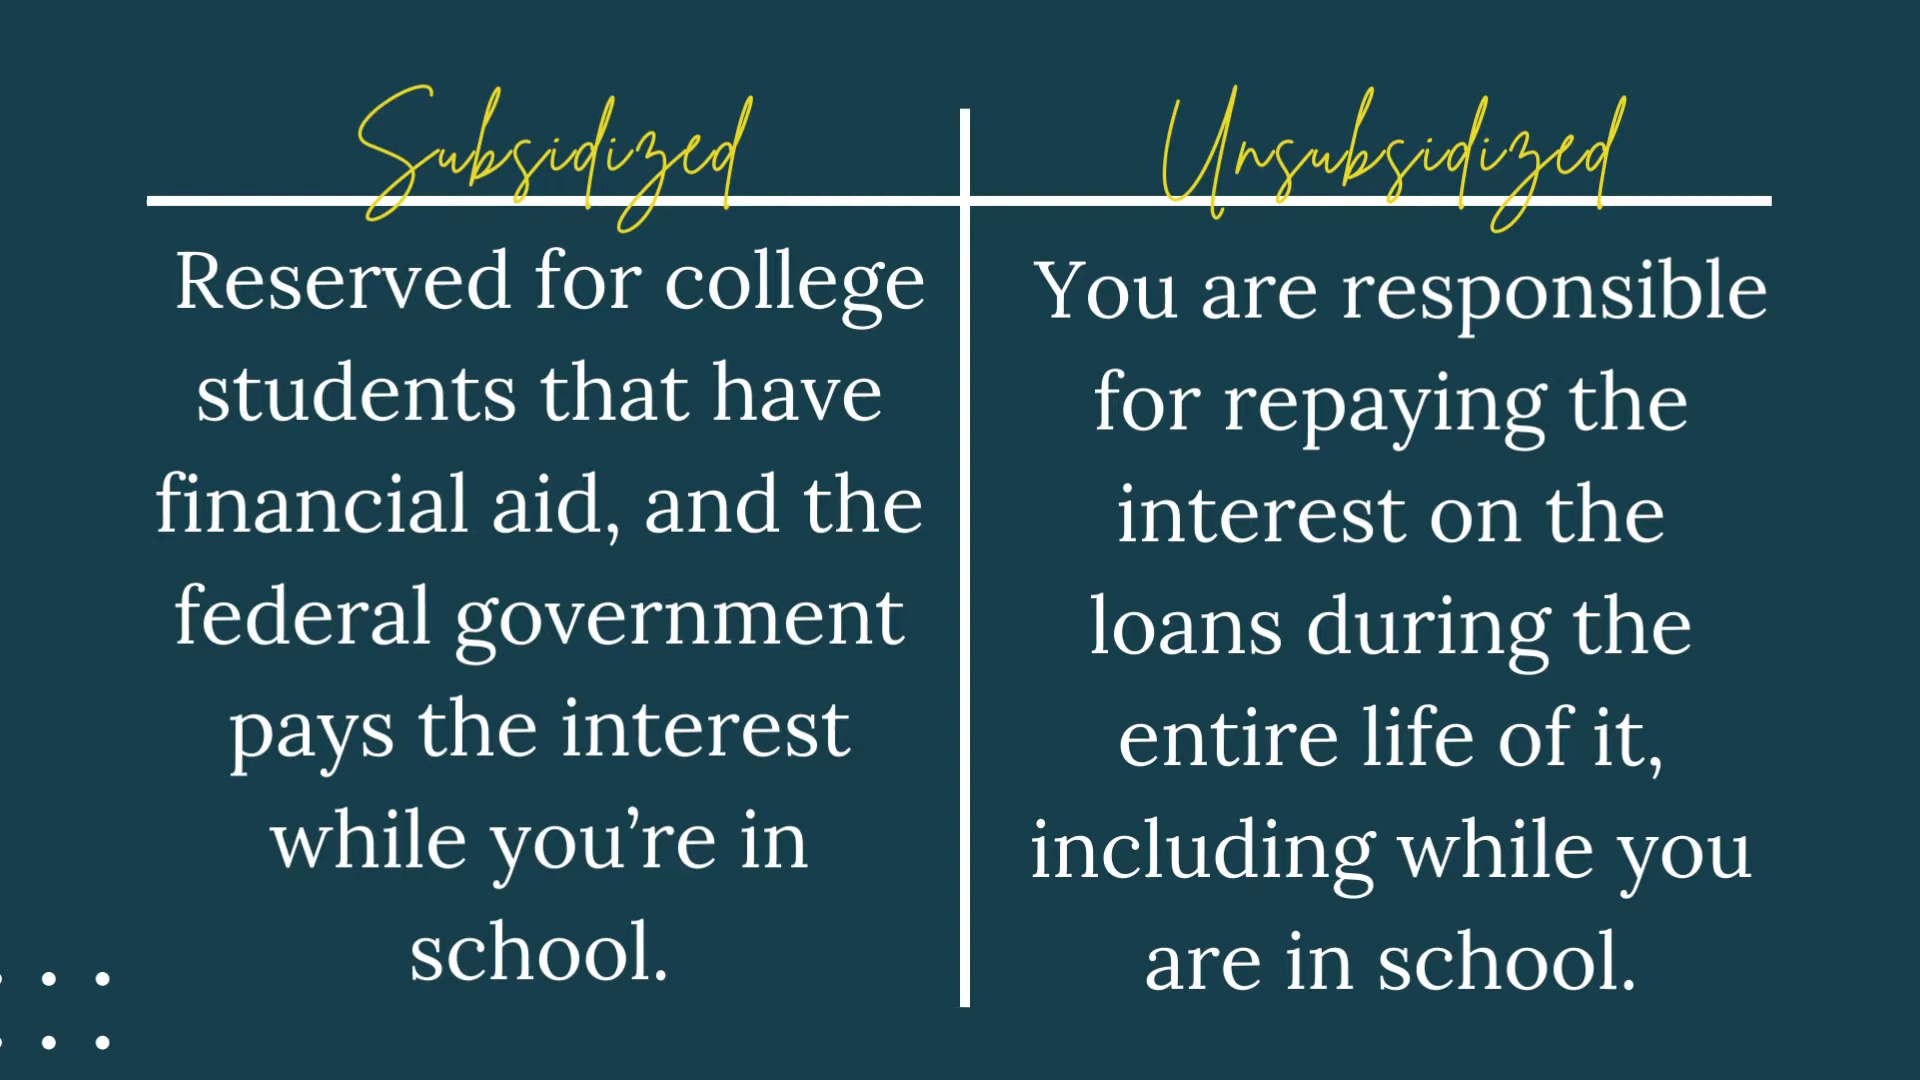 Subsidized
Reserved for college
students that have
financial aid, and the
federal government
pays the interest
while you’re in
school.
Unsubsidized
You are responsible
for repaying the
interest on the
loans during the
entire life of it,
including while you
are in school.